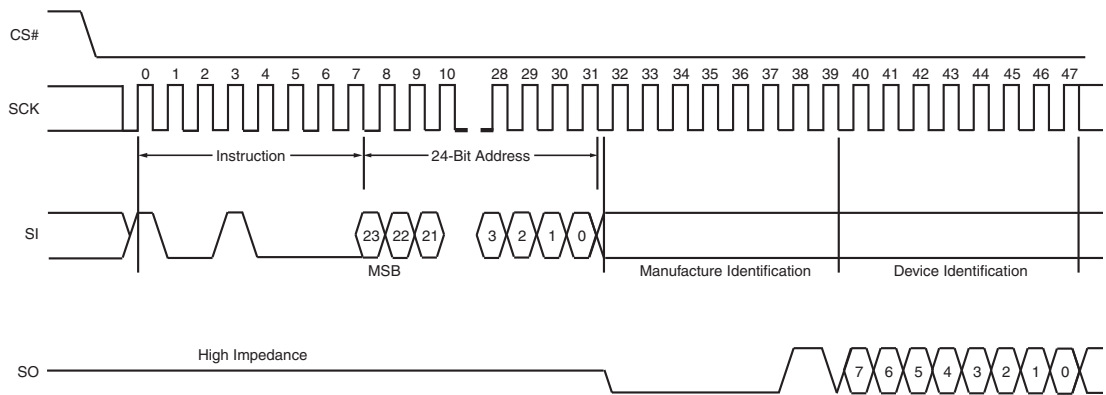 CS#
0 1 2 3 4 5 6 7 8 9 10 28 29 30 31 32 33 34 35 36 37 38 39 40 41 42 43 44 45 46 47
SCK
Instruction 24-Bit Address
SI 23 22 21 3 2 1 0
MSB Manufacture Identification Device Identification
High Impedance
SO 7 6 5 4 3 2 1 0